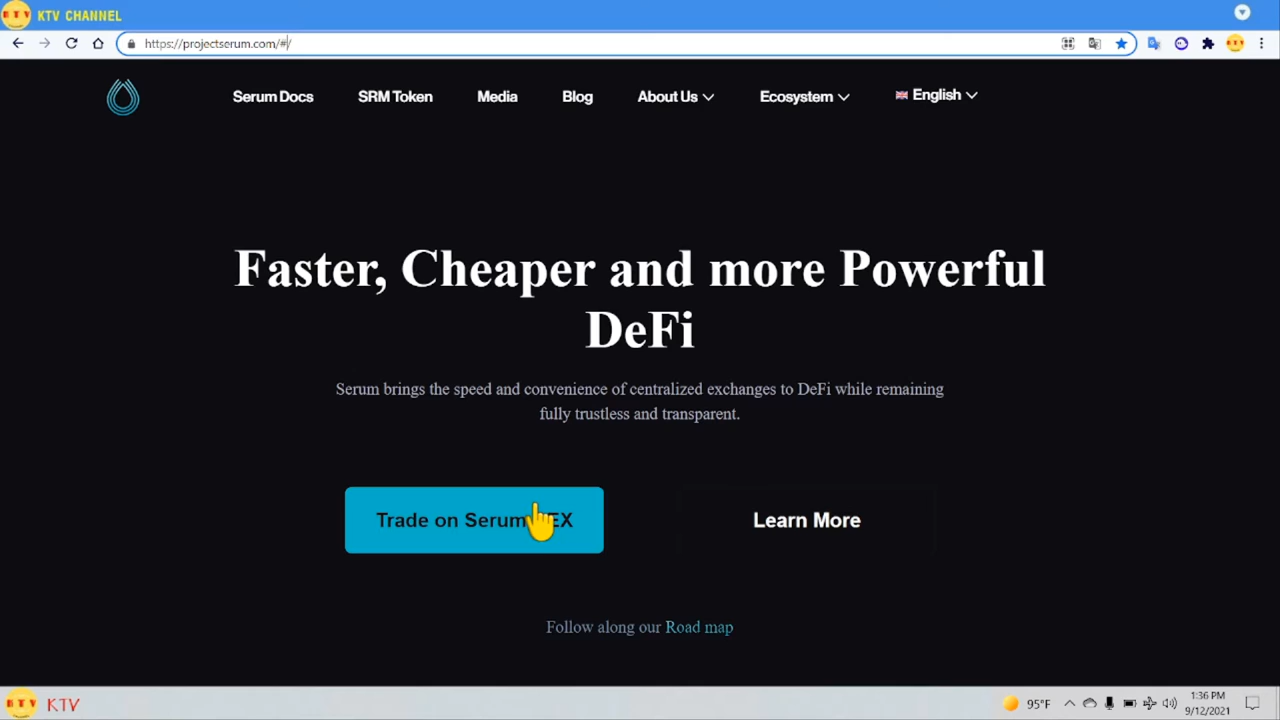 KTV CHANNEL
https://projectserum.com/#/
Serum Docs
SRM Token
Media
Blog
About Us
Ecosystem
English
Faster, Cheaper and more Powerful
DeFi
Serum brings the speed and convenience of centralized exchanges to DeFi while remaining
fully trustless and transparent.
Trade on Serum EX
Learn More
Follow along our Road map
KTV
95°F
1:36 PM
9/12/2021